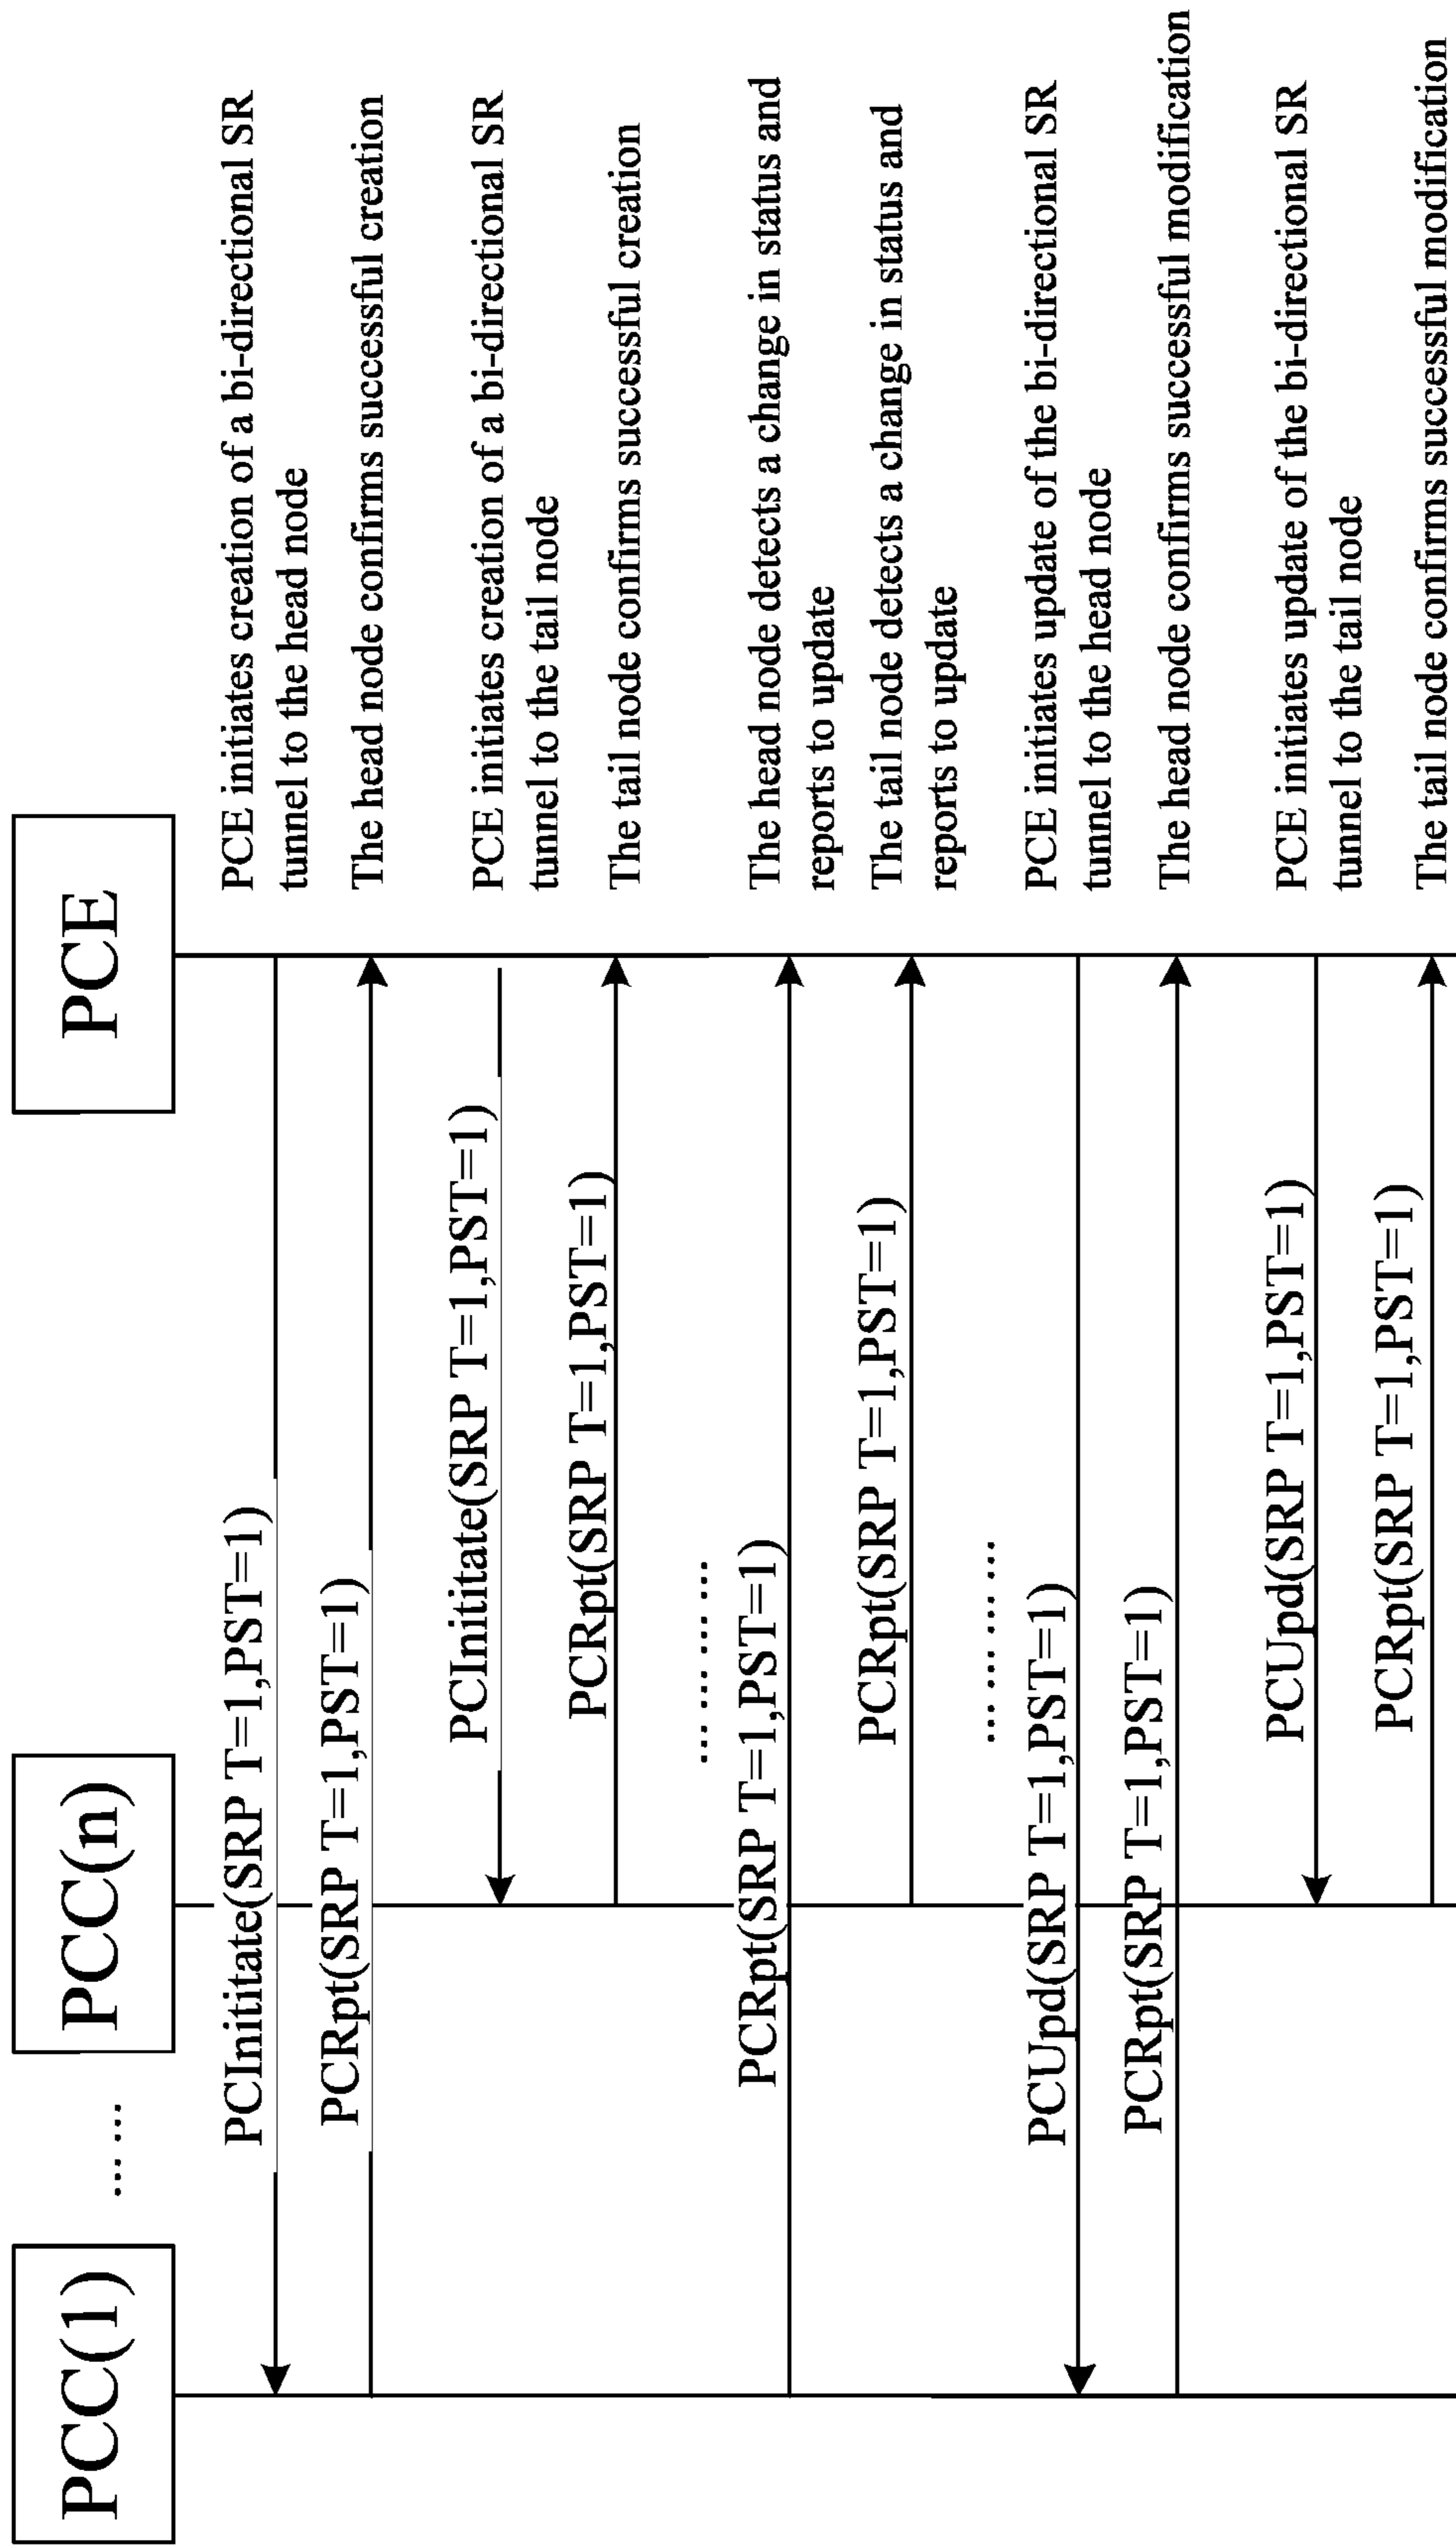 PCC(1)
... ...
PCC(n)
PCE
PCInititate(SRP T=1,PST=1)
PCE initiates creation of a bi-directional SR
tunnel to the head node
PCRpt(SRP T=1,PST=1)
The head node confirms successful creation
PCInititate(SRP T=1,PST=1)
PCE initiates creation of a bi-directional SR
tunnel to the tail node
PCRpt(SRP T=1,PST=1)
The tail node confirms successful creation
... ... ... ...
PCRpt(SRP T=1,PST=1)
The head node detects a change in status and
reports to update
PCRpt(SRP T=1,PST=1)
The tail node detects a change in status and
reports to update
... ... ... ...
PCUpd(SRP T=1,PST=1)
PCE initiates update of the bi-directional SR
tunnel to the head node
PCRpt(SRP T=1,PST=1)
The head node confirms successful modification
PCUpd(SRP T=1,PST=1)
PCE initiates update of the bi-directional SR
tunnel to the tail node
PCRpt(SRP T=1,PST=1)
The tail node confirms successful modification